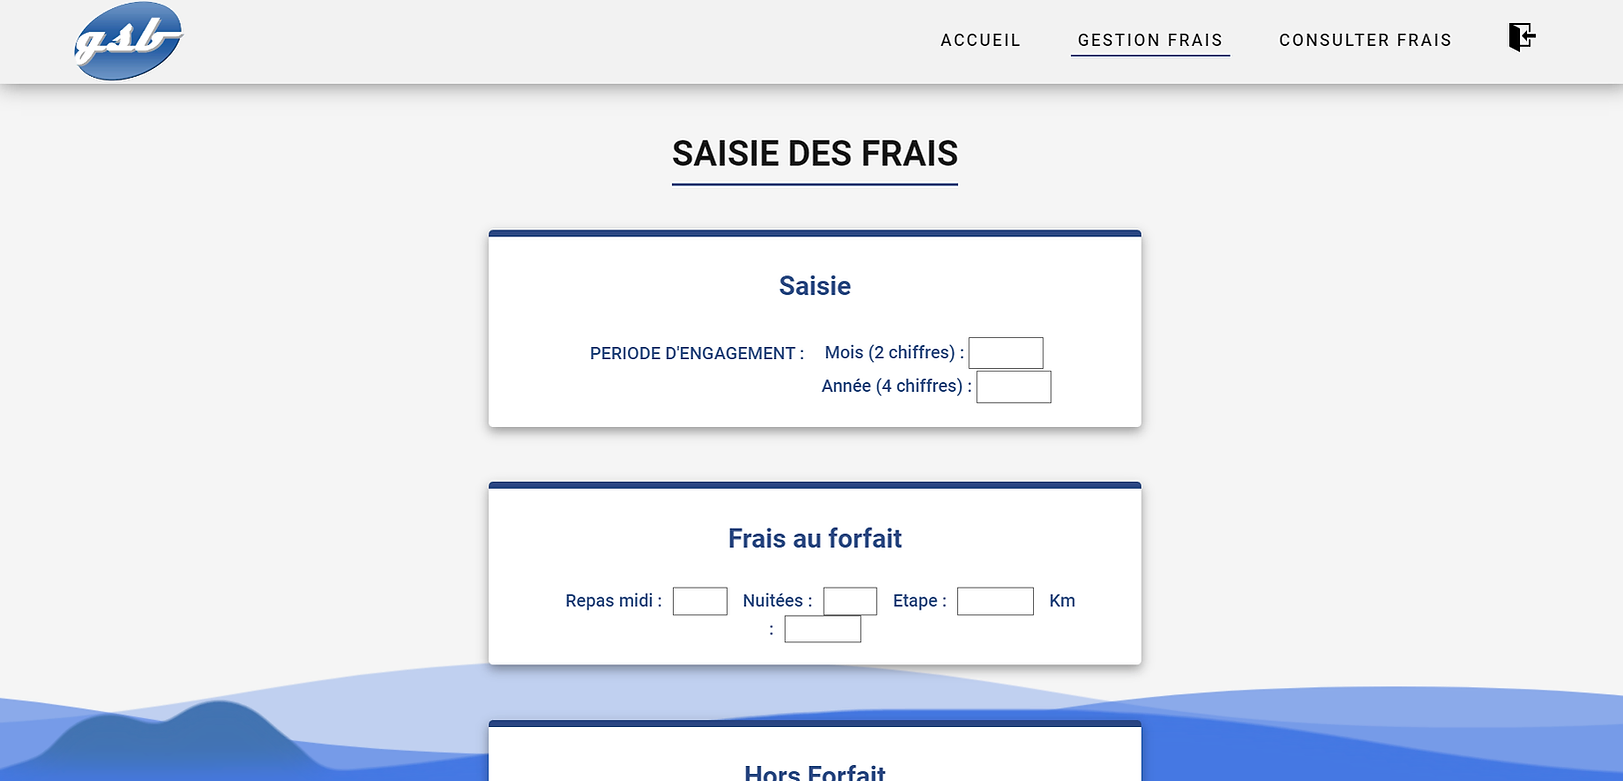 gsb
ACCUEIL GESTION FRAIS CONSULTER FRAIS
SAISIE DES FRAIS
Saisie
PERIODE D'ENGAGEMENT : Mois (2 chiffres) :
Année (4 chiffres) :
Frais au forfait
Repas midi : Nuitées : Etape : Km
:
Hors Forfait